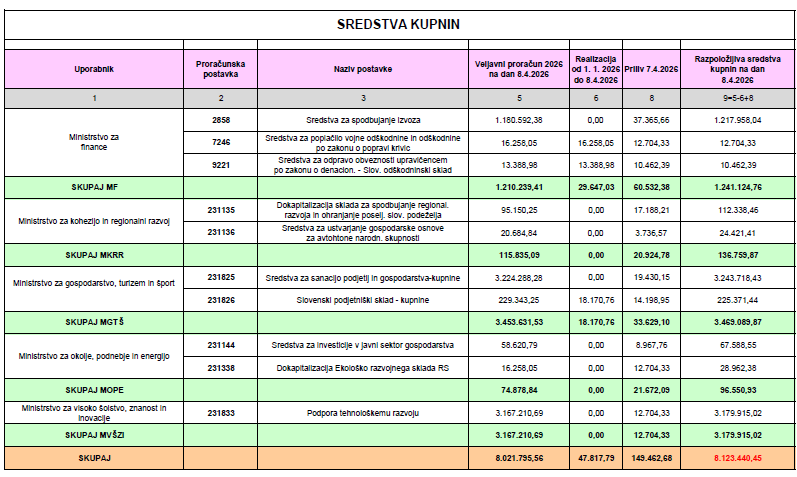 SREDSTVA KUPNIN
Uporabnik
Proračunska
postavka
Naziv postavke
Veljavni proračun 2026
na dan 8.4.2026
Realizacija
od 1. 1. 2026
do 8.4.2026
Priliv 7.4.2026
Razpoložljiva sredstva
kupnin na dan
8.4.2026
1 2 3 5 6 8 9=5-6+8
Ministrstvo za
finance
2858 Sredstva za spodbujanje izvoza 1.180.592,38 0,00 37.365,66 1.217.958,04
7246 Sredstva za poplačilo vojne odškodnine in odškodnine
po zakonu o popravi krivic 16.258,05 16.258,05 12.704,33 12.704,33
9221 Sredstva za odpravo obveznosti upravičencem
po zakonu o denacion. - Slov. odškodninski sklad 13.388,98 13.388,98 10.462,39 10.462,39
SKUPAJ MF 1.210.239,41 29.647,03 60.532,38 1.241.124,76
Ministrstvo za kohezijo in regionalni razvoj
231135 Dokapitalizacija sklada za spodbujanje regional.
razvoja in ohranjanje poselj. slov. podeželja 95.150,25 0,00 17.188,21 112.338,46
231136 Sredstva za ustvarjanje gospodarske osnove
za avtohtone narodn. skupnosti 20.684,84 0,00 3.736,57 24.421,41
SKUPAJ MKRR 115.835,09 0,00 20.924,78 136.759,87
Ministrstvo za gospodarstvo, turizem in šport
231825 Sredstva za sanacijo podjetij in gospodarstva-kupnine 3.224.288,28 0,00 19.430,15 3.243.718,43
231826 Slovenski podjetniški sklad - kupnine 229.343,25 18.170,76 14.198,95 225.371,44
SKUPAJ MGTŠ 3.453.631,53 18.170,76 33.629,10 3.469.089,87
Ministrstvo za okolje, podnebje in energijo
231144 Sredstva za investicije v javni sektor gospodarstva 58.620,79 0,00 8.967,76 67.588,55
231338 Dokapitalizacija Ekološko razvojnega sklada RS 16.258,05 0,00 12.704,33 28.962,38
SKUPAJ MOPE 74.878,84 0,00 21.672,09 96.550,93
Ministrstvo za visoko šolstvo, znanost in
inovacije
231833 Podpora tehnološkemu razvoju 3.167.210,69 0,00 12.704,33 3.179.915,02
SKUPAJ MVŠZI 3.167.210,69 0,00 12.704,33 3.179.915,02
SKUPAJ 8.021.795,56 47.817,79 149.462,68 8.123.440,45